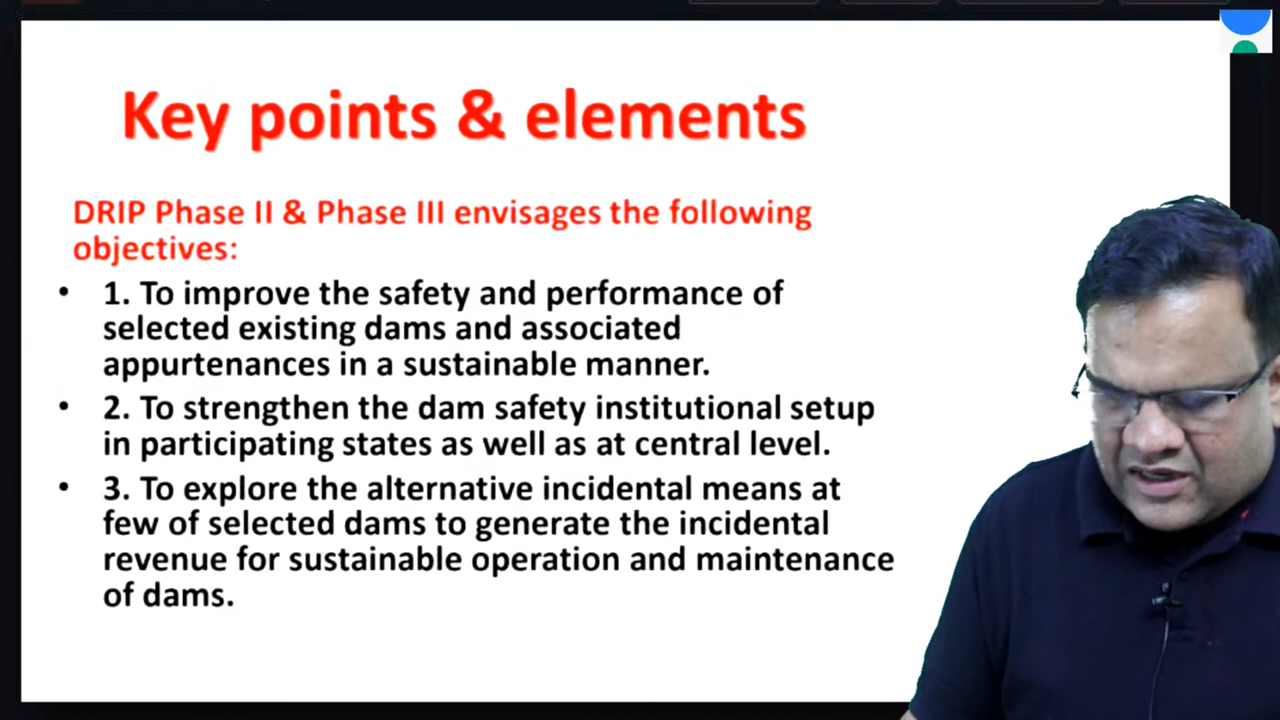 Key points & elements
DRIP Phase II & Phase III envisages the following
objectives:
• 1. To improve the safety and performance of
selected existing dams and associated
appurtenances in a sustainable manner.
• 2. To strengthen the dam safety institutional setup
in participating states as well as at central level.
• 3. To explore the alternative incidental means at
few of selected dams to generate the incidental
revenue for sustainable operation and maintenance
of dams.